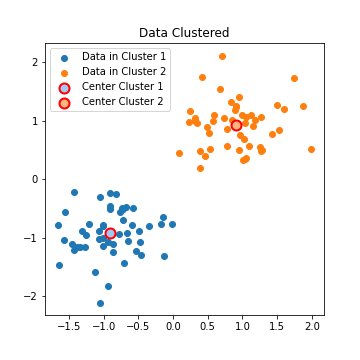 Data Clustered
Data in Cluster 1
Data in Cluster 2
Center Cluster 1
Center Cluster 2
2
1
0
−1
−2
−1.5 −1.0 −0.5 0.0 0.5 1.0 1.5 2.0